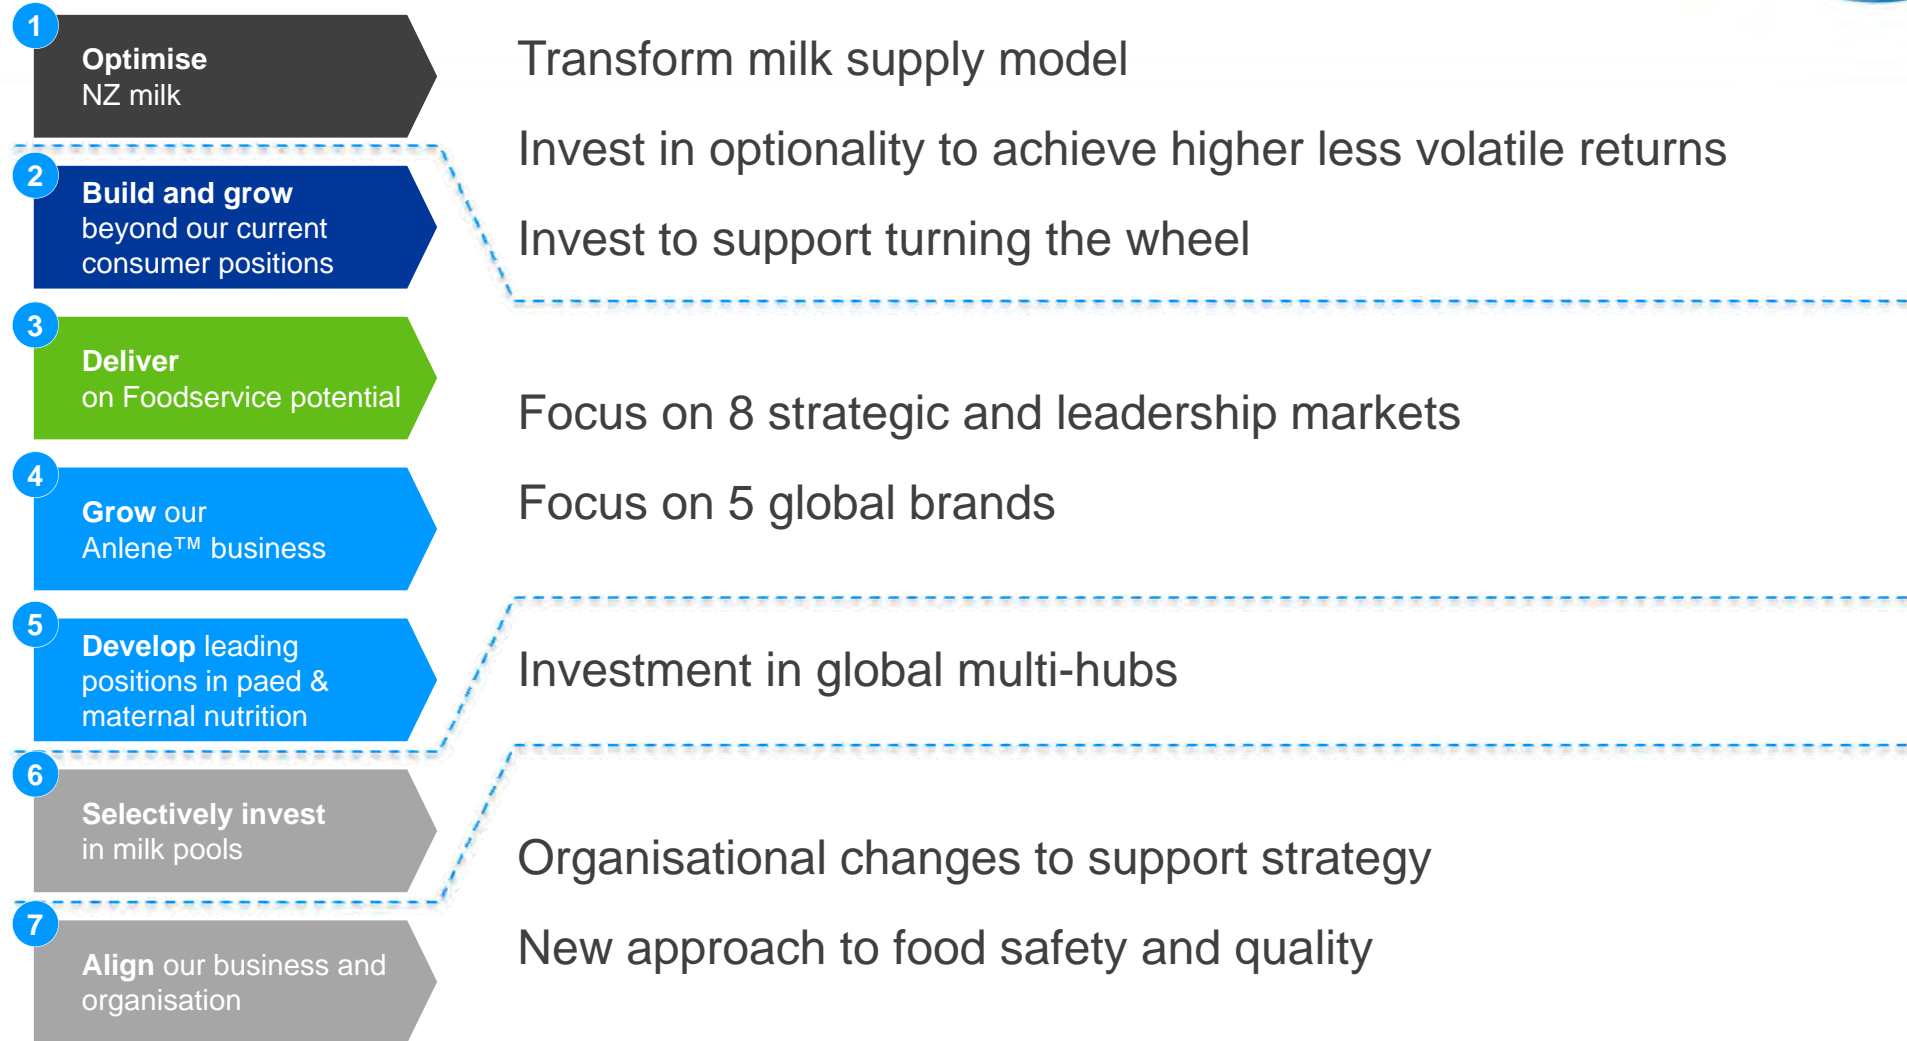 1
Optimise
NZ milk
Transform milk supply model
Invest in optionality to achieve higher less volatile returns
Invest to support turning the wheel
2
Build and grow
beyond our current
consumer positions
3
Deliver
on Foodservice potential
4
Grow our
Anlene™ business
5
Develop leading
positions in paed &
maternal nutrition
Focus on 8 strategic and leadership markets
Focus on 5 global brands
6
Selectively invest
in milk pools
Investment in global multi-hubs
7
Align our business and
organisation
Organisational changes to support strategy
New approach to food safety and quality